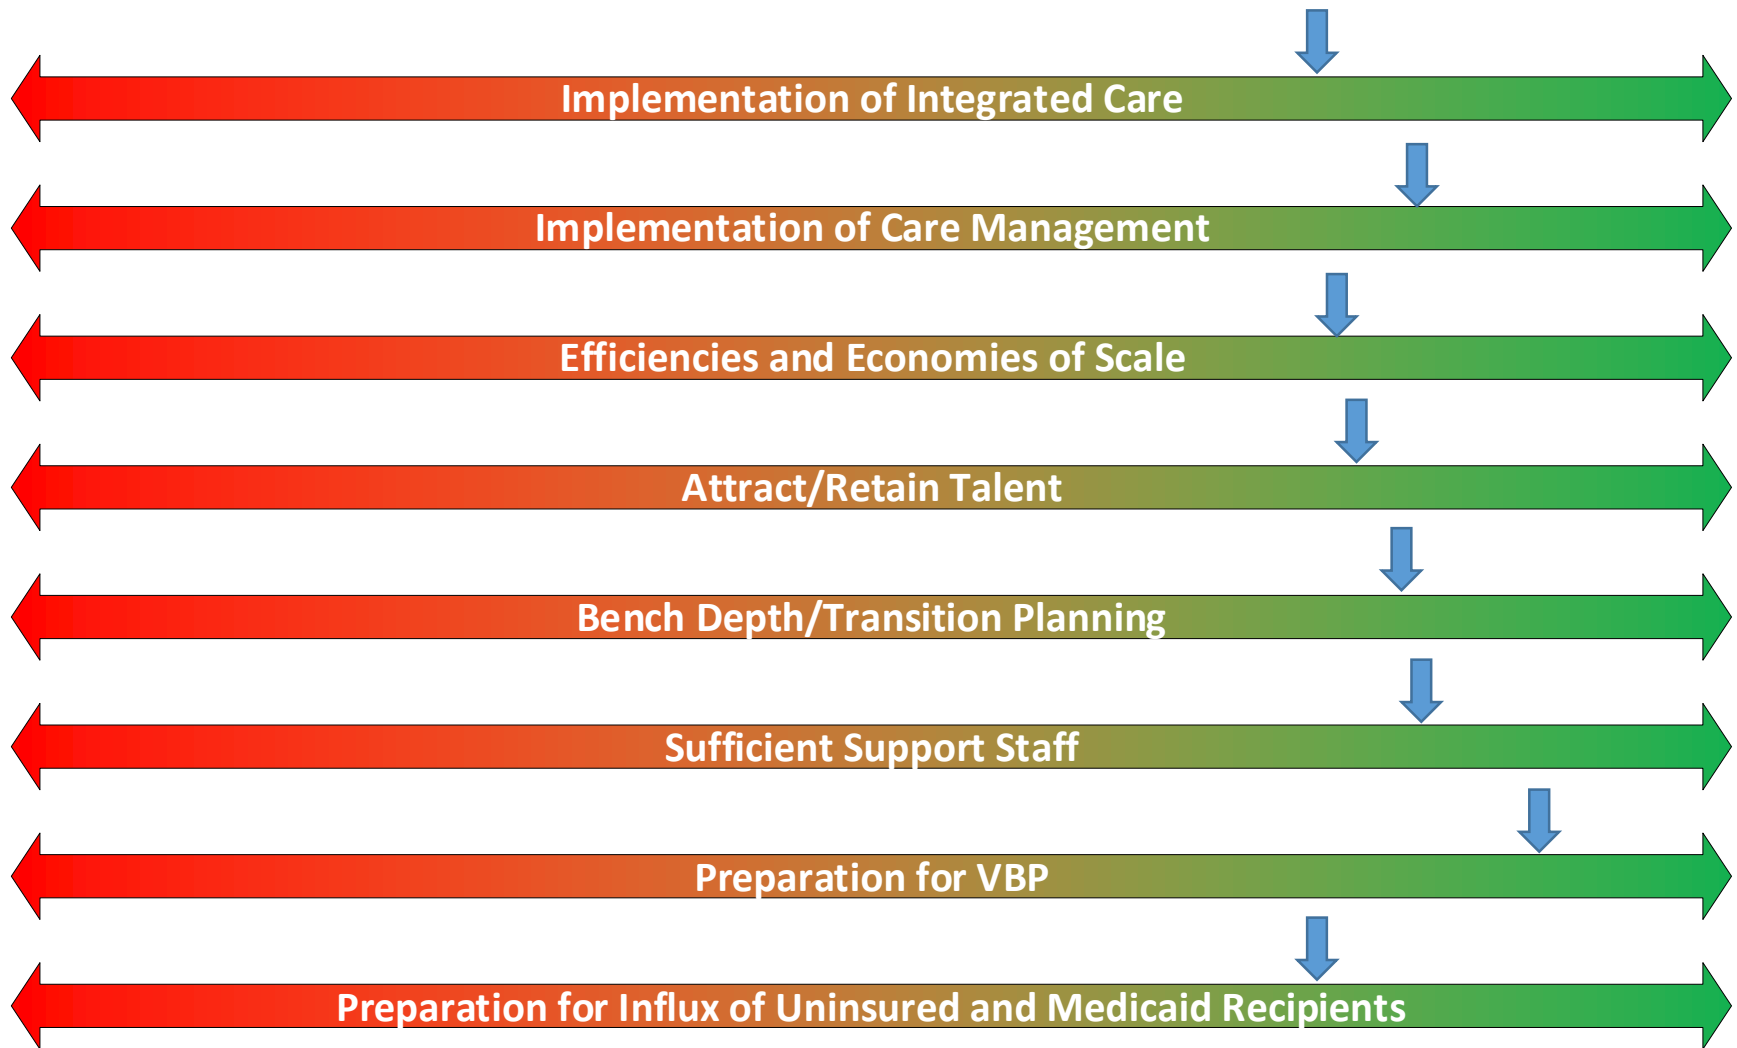 Implementation of Integrated Care
Implementation of Care Management
Efficiencies and Economies of Scale
Attract/Retain Talent
Bench Depth/Transition Planning
Sufficient Support Staff
Preparation for VBP
Preparation for Influx of Uninsured and Medicaid Recipients